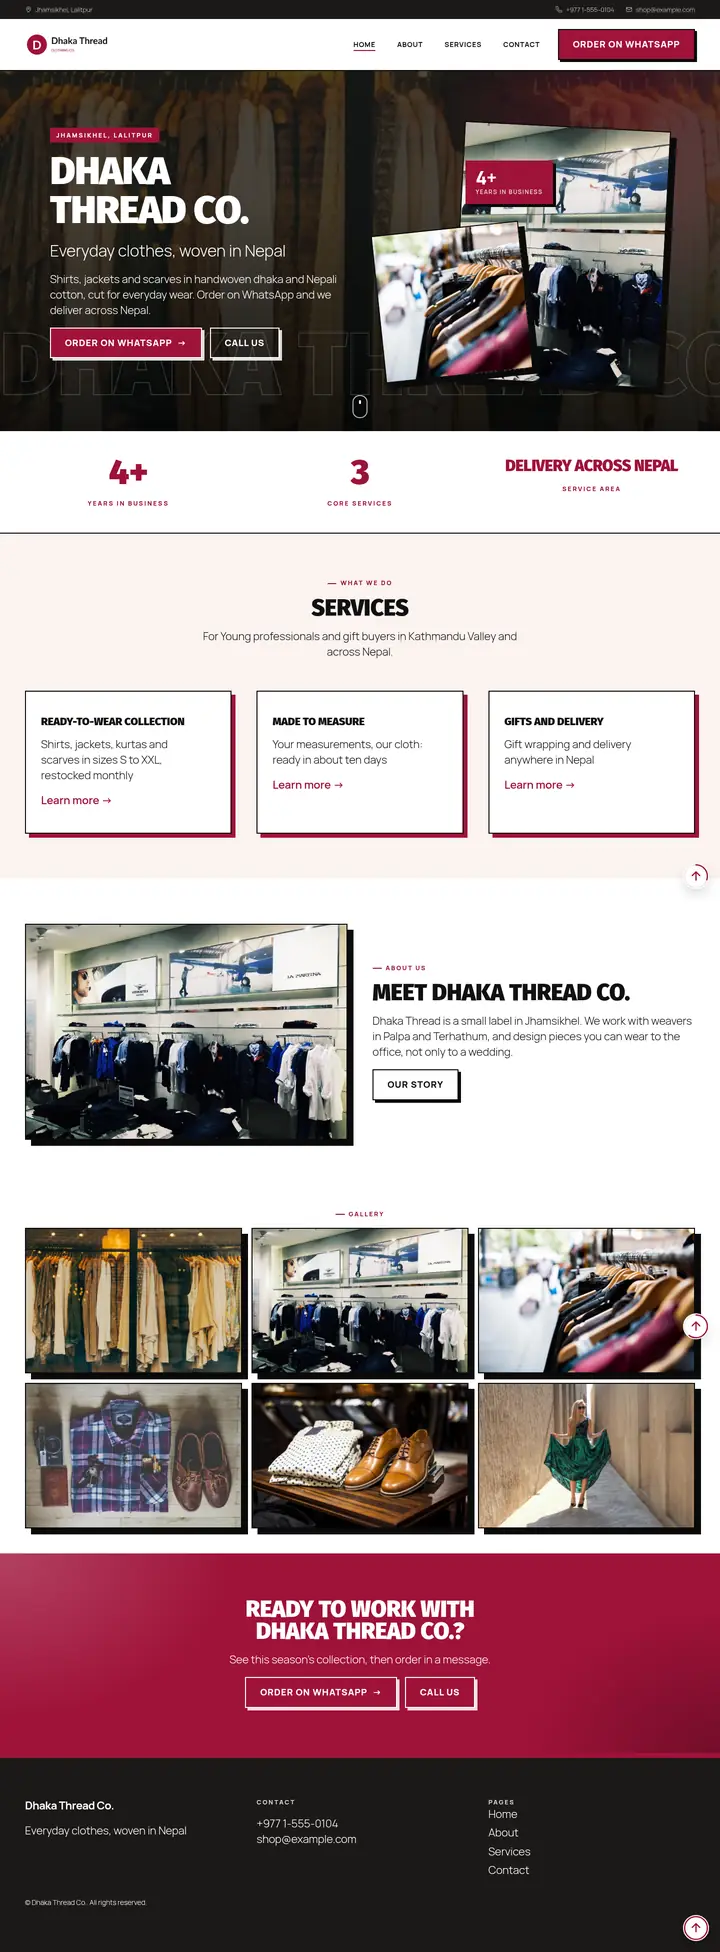 Jhamsikhel, Lalitpur
+977 1-555-0104
shop@example.com
D
Dhaka Thread
HOME
ABOUT
SERVICES
CONTACT
ORDER ON WHATSAPP
JHAMSIKHEL, LALITPUR
DHAKA
THREAD CO.
Everyday clothes, woven in Nepal
Shirts, jackets and scarves in handwoven dhaka and Nepali
cotton, cut for everyday wear. Order on WhatsApp and we
deliver across Nepal.
ORDER ON WHATSAPP →
CALL US
4+
YEARS IN BUSINESS
DHAKA THREAD CO
4+
YEARS IN BUSINESS
3
CORE SERVICES
DELIVERY ACROSS NEPAL
SERVICE AREA
WHAT WE DO
SERVICES
For Young professionals and gift buyers in Kathmandu Valley and
across Nepal.
READY-TO-WEAR COLLECTION
Shirts, jackets, kurtas and
scarves in sizes S to XXL,
restocked monthly
Learn more →
MADE TO MEASURE
Your measurements, our cloth:
ready in about ten days
Learn more →
GIFTS AND DELIVERY
Gift wrapping and delivery
anywhere in Nepal
Learn more →
LA MARTINA
ABOUT US
MEET DHAKA THREAD CO.
Dhaka Thread is a small label in Jhamsikhel. We work with weavers
in Palpa and Terhathum, and design pieces you can wear to the
office, not only to a wedding.
OUR STORY
GALLERY
READY TO WORK WITH
DHAKA THREAD CO.?
See this season's collection, then order in a message.
ORDER ON WHATSAPP →
CALL US
Dhaka Thread Co.
Everyday clothes, woven in Nepal
CONTACT
+977 1-555-0104
shop@example.com
PAGES
Home
About
Services
Contact
© Dhaka Thread Co. All rights reserved.